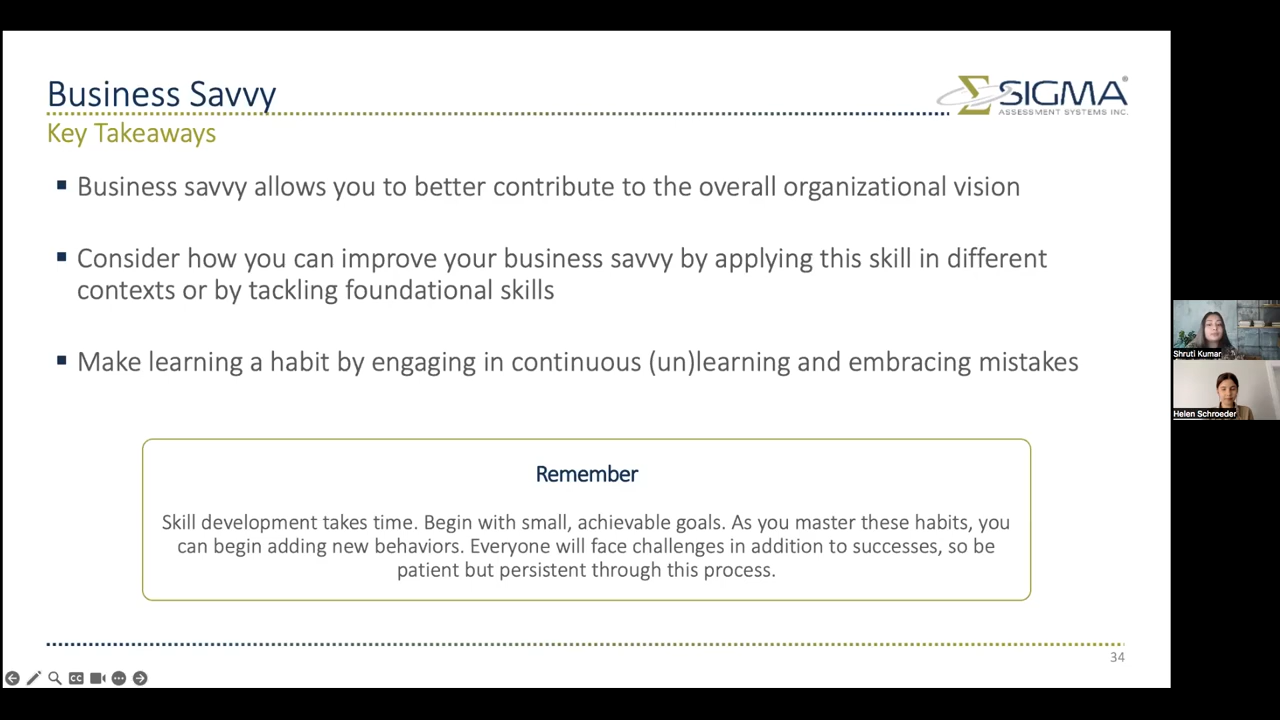 Business Savvy
ΣSIGMA®
ASSESSMENT SYSTEMS INC.
Key Takeaways
▪ Business savvy allows you to better contribute to the overall organizational vision
▪ Consider how you can improve your business savvy by applying this skill in different
contexts or by tackling foundational skills
▪ Make learning a habit by engaging in continuous (un)learning and embracing mistakes
Shruti Kumar
Helen Schroeder
Remember
Skill development takes time. Begin with small, achievable goals. As you master these habits, you
can begin adding new behaviors. Everyone will face challenges in addition to successes, so be
patient but persistent through this process.
34
CC